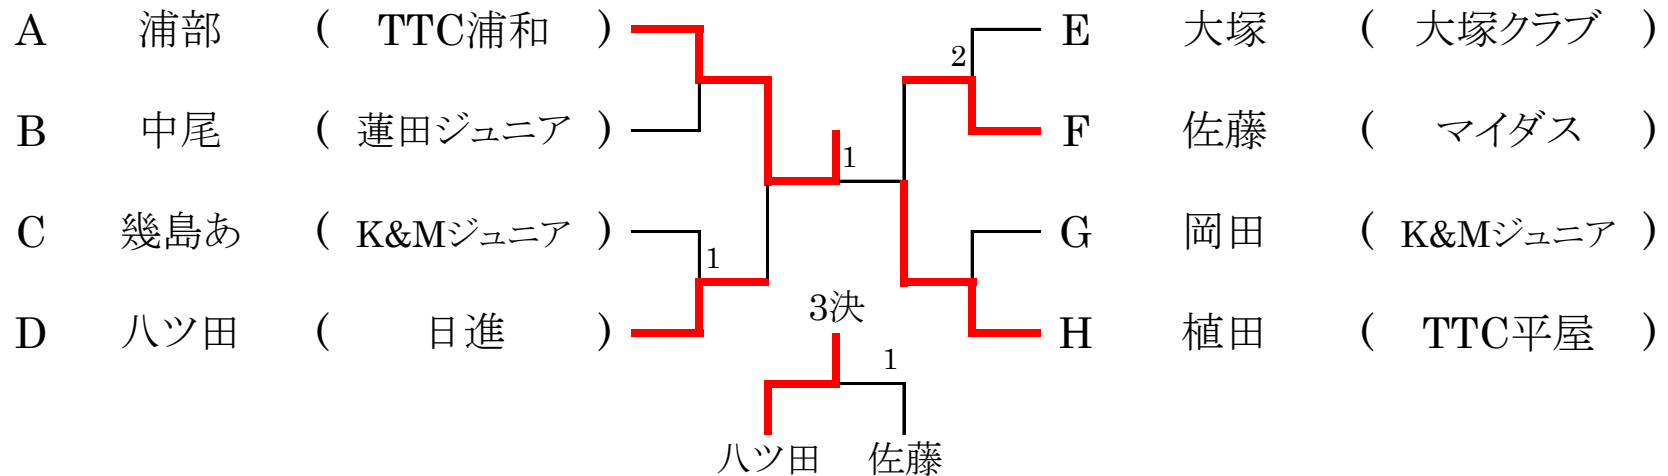 A 浦部 ( TTC浦和 ) E 大塚 ( 大塚クラブ )
2
B 中尾 ( 蓮田ジュニア ) F 佐藤 ( マイダス )
1
C 幾島あ ( K&Mジュニア ) G 岡田 ( K&Mジュニア )
1
3決
D 八ツ田 ( 日進 ) H 植田 ( TTC平屋 )
1
八ツ田 佐藤